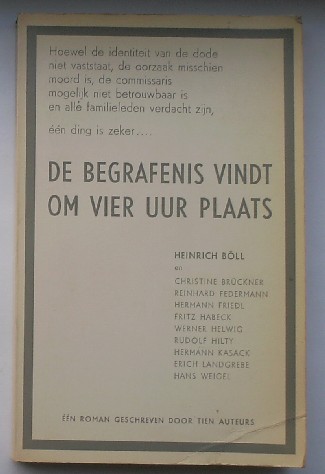 Hoewel de identiteit van de dode
niet vaststaat, de oorzaak misschien
moord is, de commissaris
mogelijk niet betrouwbaar is
en alle familieleden verdacht zijn,
één ding is zeker....
DE BEGRAFENIS VINDT
OM VIER UUR PLAATS
HEINRICH BÖLL
en
CHRISTINE BRÜCKNER
REINHARD FEDERMANN
HERMANN FRIEDL
FRITZ HABECK
WERNER HELWIG
RUDOLF HILTY
HERMANN KASACK
ERICH LANDGREBE
HANS WEIGEL
ÉÉN ROMAN GESCHREVEN DOOR TIEN AUTEURS